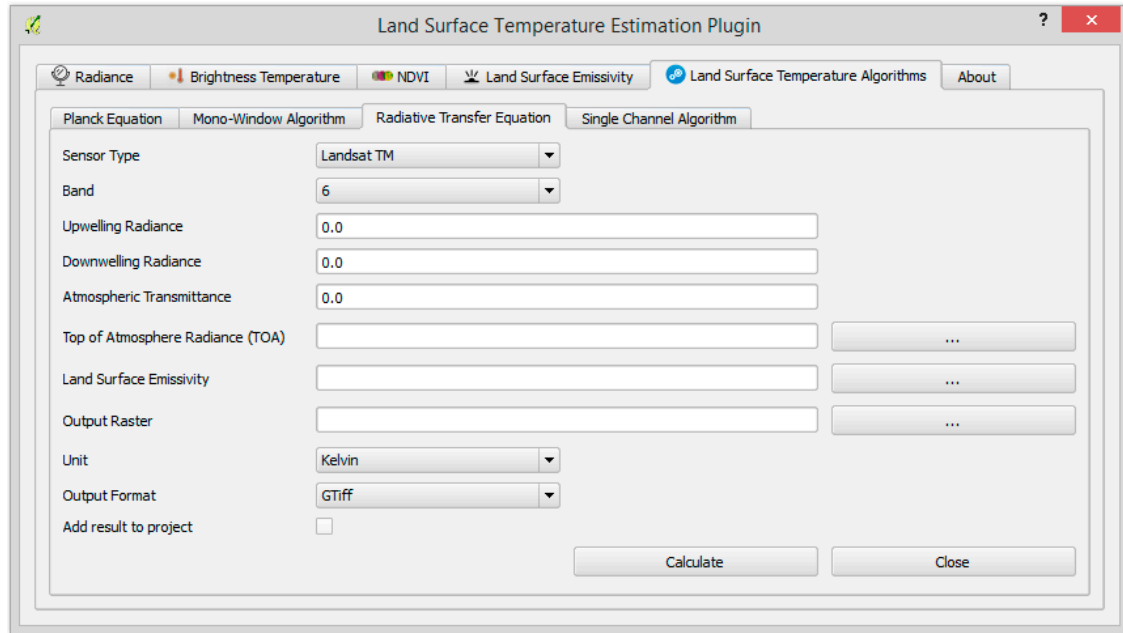 Land Surface Temperature Estimation Plugin ? ×
Radiance Brightness Temperature NDVI Land Surface Emissivity Land Surface Temperature Algorithms About
Planck Equation Mono-Window Algorithm Radiative Transfer Equation Single Channel Algorithm
Sensor Type Landsat TM
Band 6
Upwelling Radiance 0.0
Downwelling Radiance 0.0
Atmospheric Transmittance 0.0
Top of Atmosphere Radiance (TOA) ...
Land Surface Emissivity ...
Output Raster ...
Unit Kelvin
Output Format GTiff
Add result to project
Calculate Close